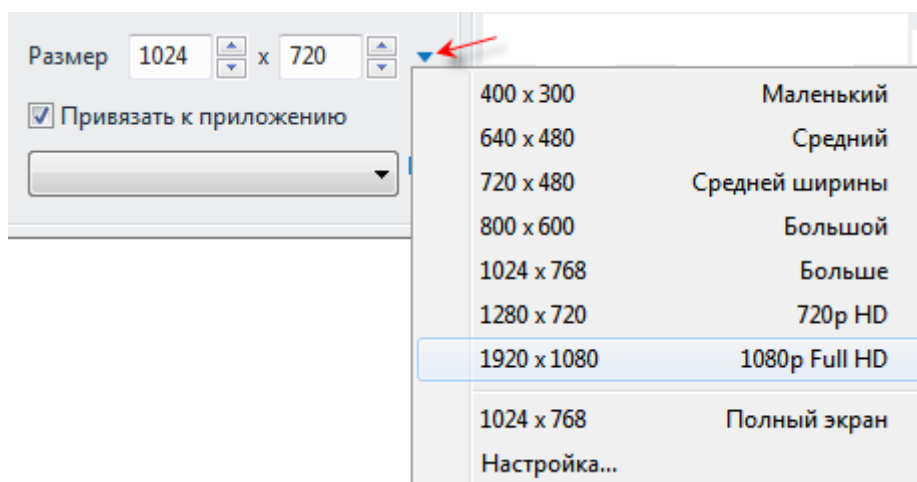 Размер 1024 x 720
Привязать к приложению
400 x 300 Маленький
640 x 480 Средний
720 x 480 Средней ширины
800 x 600 Большой
1024 x 768 Больше
1280 x 720 720p HD
1920 x 1080 1080p Full HD
1024 x 768 Полный экран
Настройка...